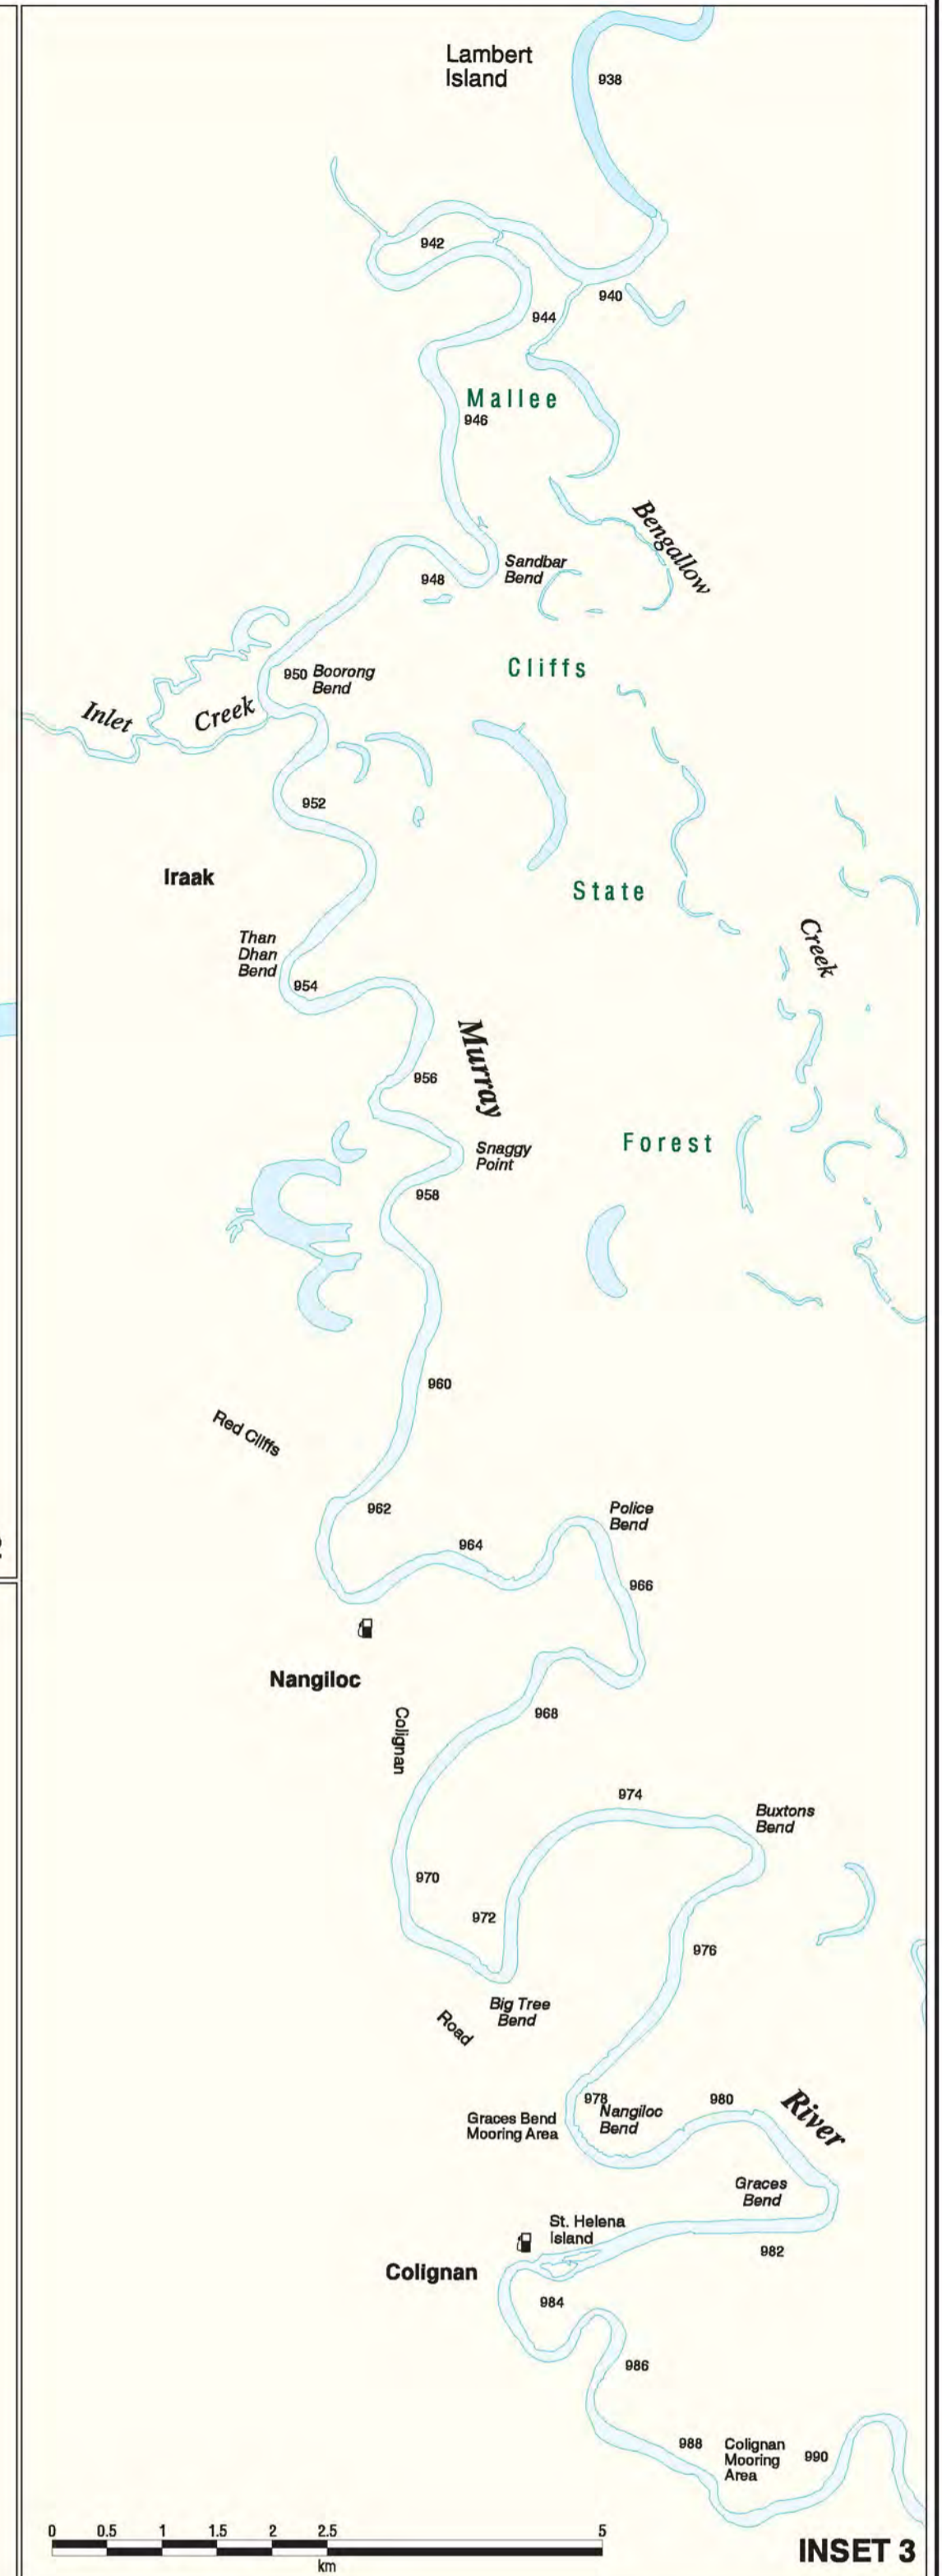 Lambert
Island
938
942
940
944
Mallee
946
Bengallow
Sandbar
Bend
948
Cliffs
950 Boorong
Bend
Inlet
Creek
952
Iraak
State
Creek
Than
Dhan
Bend
954
Murray
956
Forest
Snaggy
Point
958
960
Red Cliffs
962
Police
Bend
964
966
Nangiloc
968
Colignan
974
Buxtons
Bend
970
972
976
Big Tree
Bend
Road
978
Nangiloc
Bend
980
River
Graces Bend
Mooring Area
Graces
Bend
St. Helena
Island
982
Colignan
984
986
988
Colignan
Mooring
Area
990
0 0.5 1 1.5 2 2.5 5
km
INSET 3